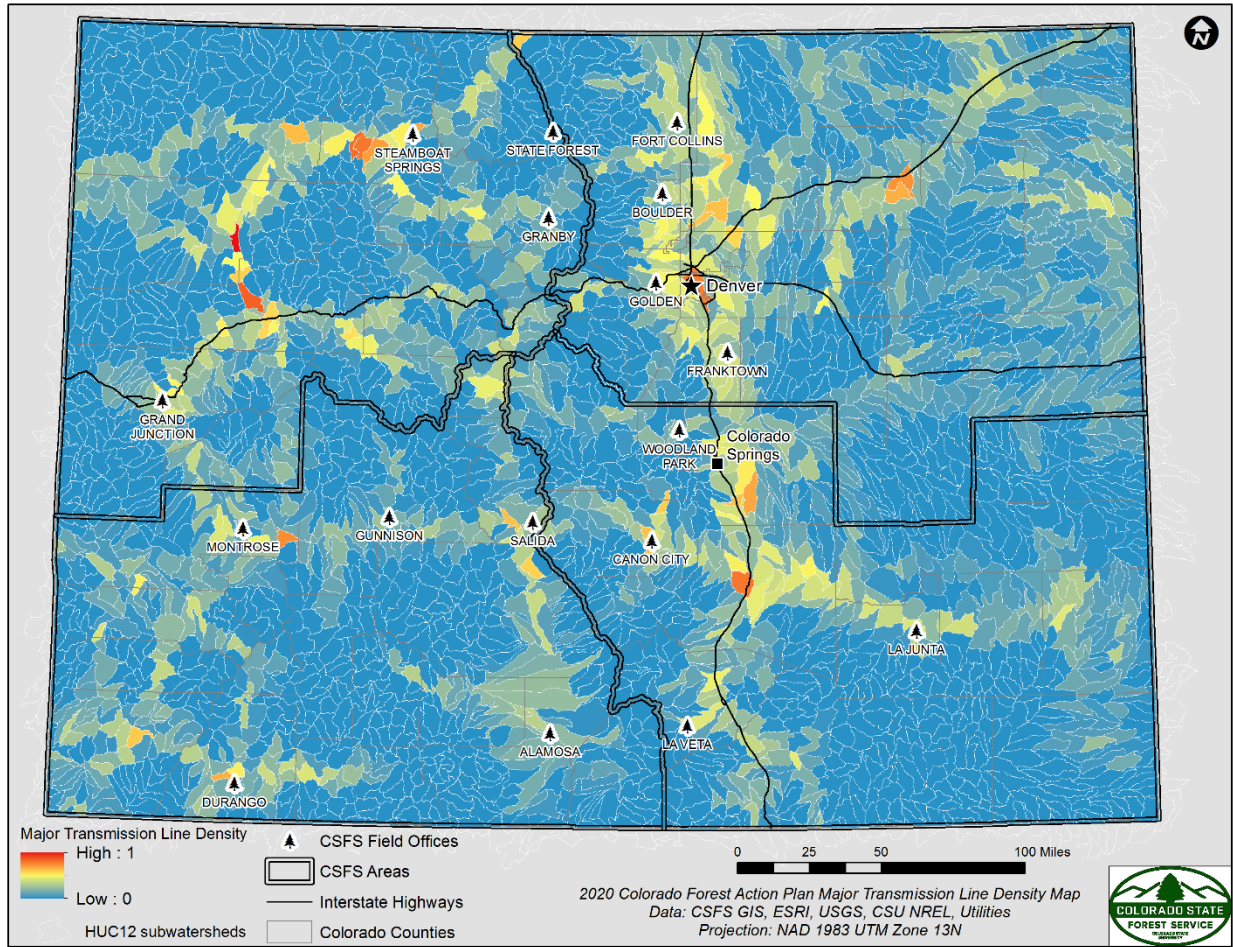 N
STEAMBOAT
SPRINGS
STATE FOREST
FORT COLLINS
BOULDER
GRANBY
GOLDEN
Denver
FRANKTOWN
GRAND
JUNCTION
WOODLAND
PARK
Colorado
Springs
MONTROSE
GUNNISON
SALIDA
CANON CITY
LA JUNTA
ALAMOSA
LA VETA
DURANGO
Major Transmission Line Density
High : 1
Low : 0
HUC12 subwatersheds
CSFS Field Offices
CSFS Areas
Interstate Highways
Colorado Counties
0 25 50 100 Miles
2020 Colorado Forest Action Plan Major Transmission Line Density Map
Data: CSFS GIS, ESRI, USGS, CSU NREL, Utilities
Projection: NAD 1983 UTM Zone 13N
COLORADO STATE
FOREST SERVICE
COLORADO STATE
UNIVERSITY